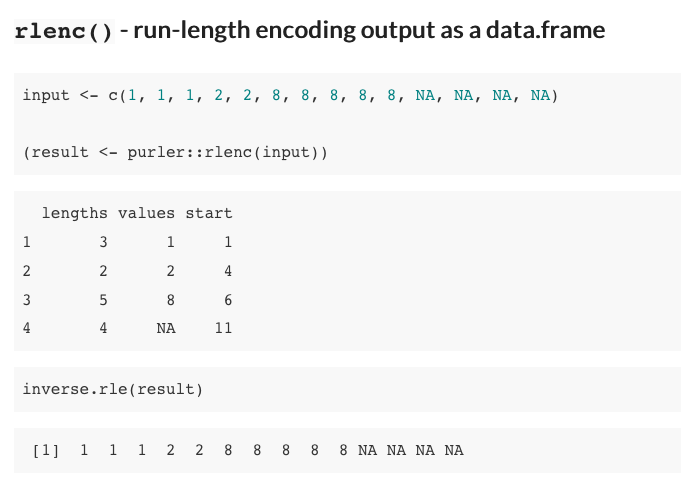 rlenc() - run-length encoding output as a data.frame
input <- c(1, 1, 1, 2, 2, 8, 8, 8, 8, 8, NA, NA, NA, NA)
(result <- purler::rlenc(input))
lengths values start
1 3 1 1
2 2 2 4
3 5 8 6
4 4 NA 11
inverse.rle(result)
[1] 1 1 1 2 2 8 8 8 8 8 NA NA NA NA